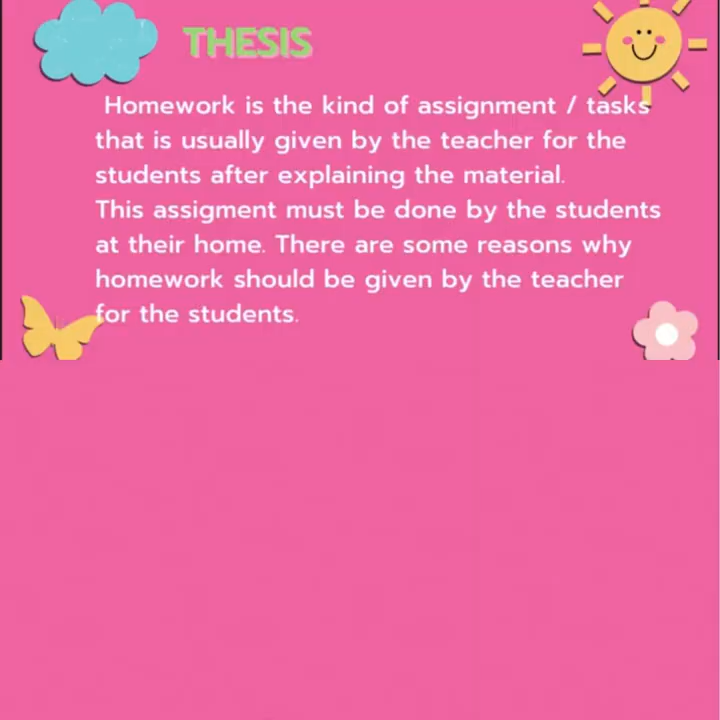 THESIS
Homework is the kind of assignment / tasks
that is usually given by the teacher for the
students after explaining the material.
This assigment must be done by the students
at their home. There are some reasons why
homework should be given by the teacher
for the students.